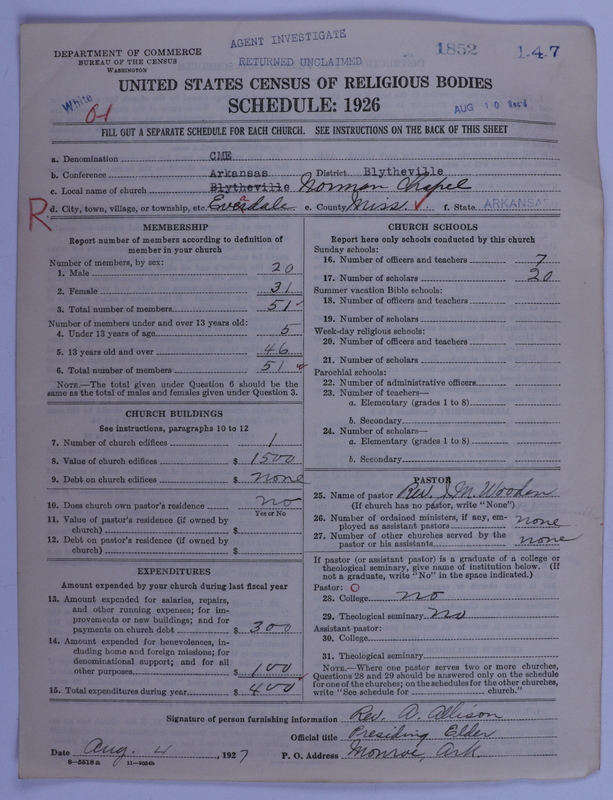 AGENT INVESTIGATE
DEPARTMENT OF COMMERCE
BUREAU OF THE CENSUS
WASHINGTON
RETURNED UNCLAIMED
1852
1-4-7
UNITED STATES CENSUS OF RELIGIOUS BODIES
SCHEDULE: 1926
White
01
AUG 10 Rec'd
FILL OUT A SEPARATE SCHEDULE FOR EACH CHURCH. SEE INSTRUCTIONS ON THE BACK OF THIS SHEET
a. Denomination CME
b. Conference Arkansas District Blytheville
c. Local name of church Blytheville Norman Chapel
R d. City, town, village, or township, etc. Evadale e. County Miss. f. State ARKANSAS
MEMBERSHIP
Report number of members according to definition of
member in your church
Number of members, by sex:
1. Male 20
2. Female 31
3. Total number of members 51
Number of members under and over 13 years old:
4. Under 13 years of age 5
5. 13 years old and over 46
6. Total number of members 51
NOTE.—The total given under Question 6 should be the
same as the total of males and females given under Question 3.
CHURCH BUILDINGS
See instructions, paragraphs 10 to 12
7. Number of church edifices 1
8. Value of church edifices $ 1500
9. Debt on church edifices $ none
10. Does church own pastor's residence no
Yes or No
11. Value of pastor's residence (if owned by
church) $
12. Debt on pastor's residence (if owned by
church) $
EXPENDITURES
Amount expended by your church during last fiscal year
13. Amount expended for salaries, repairs,
and other running expenses; for im-
provements or new buildings; and for
payments on church debt $ 300
14. Amount expended for benevolences, in-
cluding home and foreign missions; for
denominational support; and for all
other purposes $ 100
15. Total expenditures during year $ 400
CHURCH SCHOOLS
Report here only schools conducted by this church
Sunday schools:
16. Number of officers and teachers 7
17. Number of scholars 20
Summer vacation Bible schools:
18. Number of officers and teachers
19. Number of scholars
Week-day religious schools:
20. Number of officers and teachers
21. Number of scholars
Parochial schools:
22. Number of administrative officers
23. Number of teachers—
a. Elementary (grades 1 to 8)
b. Secondary
24. Number of scholars—
a. Elementary (grades 1 to 8)
b. Secondary
PASTOR
25. Name of pastor Rev. J. M. Wooden
(If church has no pastor, write "None")
26. Number of ordained ministers, if any, em-
ployed as assistant pastors none
27. Number of other churches served by the
pastor or his assistants none
If pastor (or assistant pastor) is a graduate of a college or
theological seminary, give name of institution below. (If
not a graduate, write "No" in the space indicated.)
Pastor: O
28. College no
29. Theological seminary no
Assistant pastor:
30. College
31. Theological seminary
NOTE.—Where one pastor serves two or more churches,
Questions 28 and 29 should be answered only on the schedule
for one of the churches; on the schedules for the other churches,
write "See schedule for church."
Signature of person furnishing information Rev. A. Allison
Official title Presiding Elder
Date Aug. 4, 1927 P. O. Address Monroe, Ark.
8—5518a 11—9504b